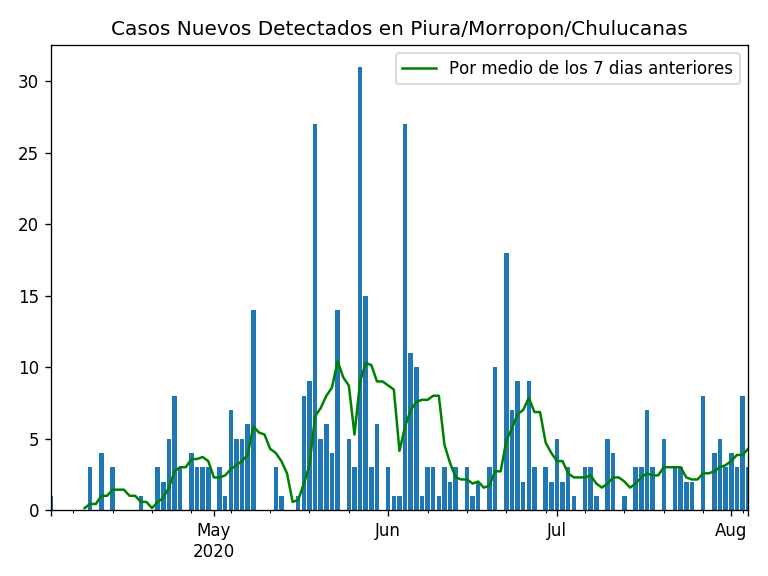 Casos Nuevos Detectados en Piura/Morropon/Chulucanas
Por medio de los 7 dias anteriores
30
25
20
15
10
5
0
May
2020
Jun
Jul
Aug